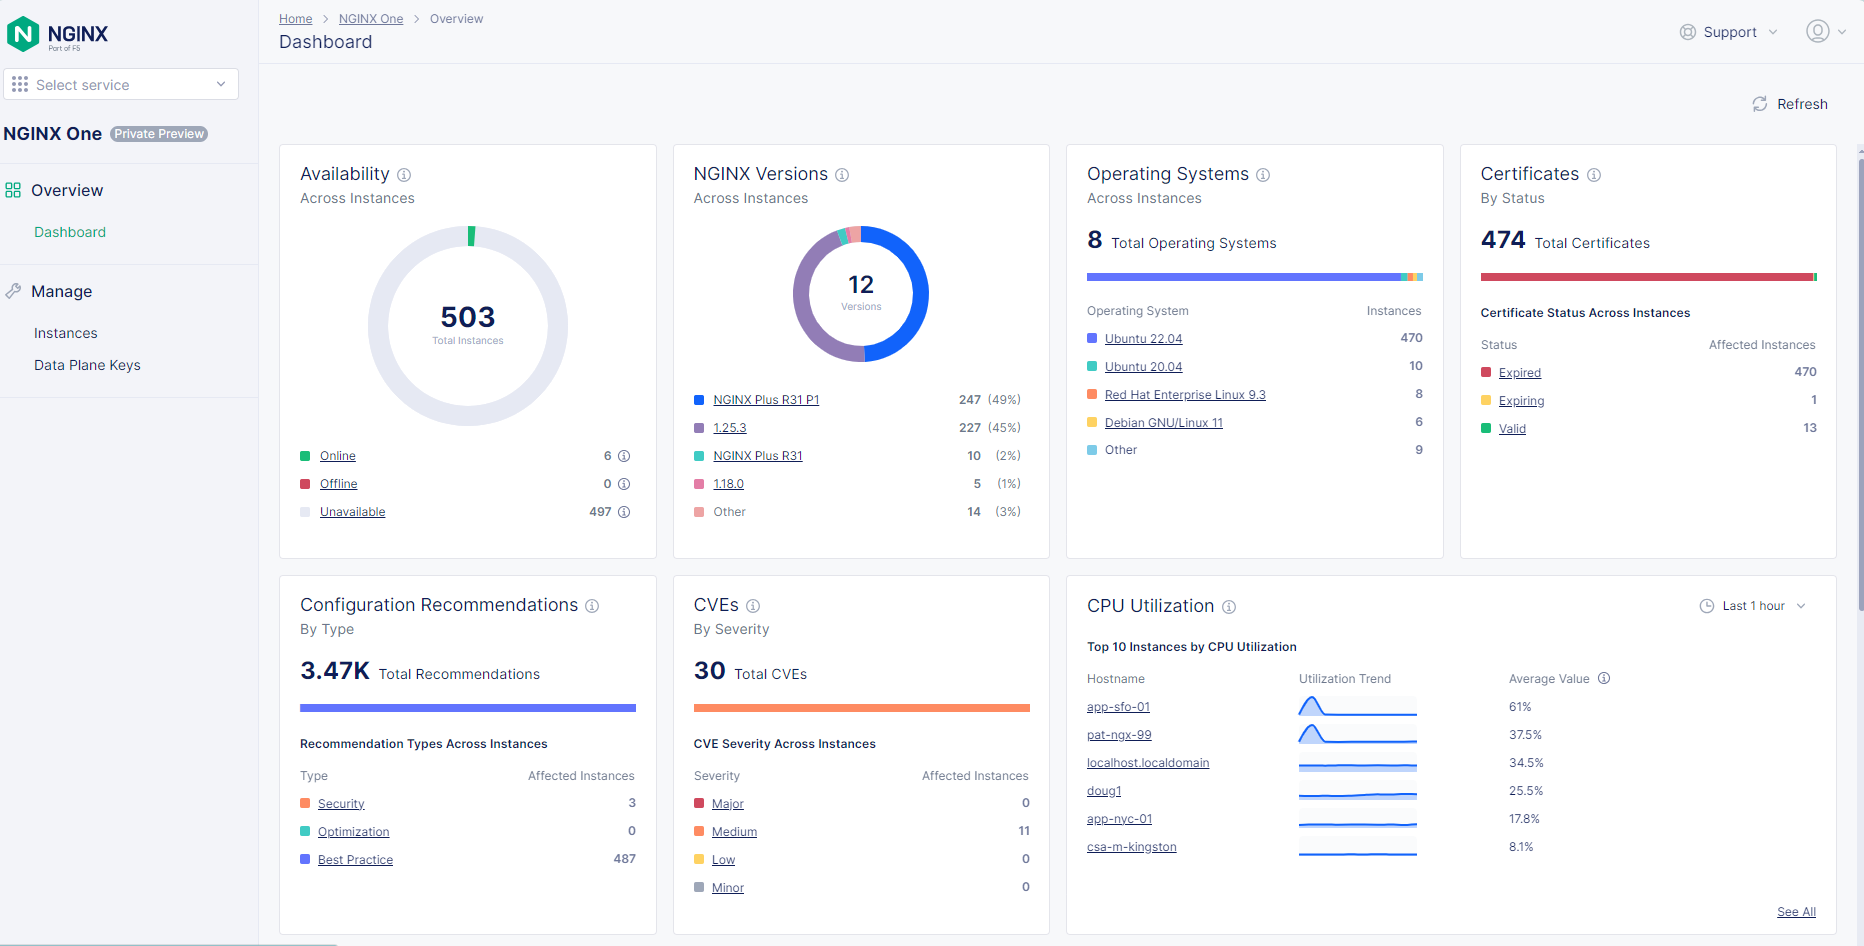 NGINX
Part of F5
Select service
NGINX One Private Preview
Overview
Dashboard
Manage
Instances
Data Plane Keys
Home > NGINX One > Overview
Dashboard
Support
Refresh
Availability
Across Instances
503
Total Instances
Online 6
Offline 0
Unavailable 497
NGINX Versions
Across Instances
12
Versions
NGINX Plus R31 P1 247 (49%)
1.25.3 227 (45%)
NGINX Plus R31 10 (2%)
1.18.0 5 (1%)
Other 14 (3%)
Operating Systems
Across Instances
8 Total Operating Systems
Operating System Instances
Ubuntu 22.04 470
Ubuntu 20.04 10
Red Hat Enterprise Linux 9.3 8
Debian GNU/Linux 11 6
Other 9
Certificates
By Status
474 Total Certificates
Certificate Status Across Instances
Status Affected Instances
Expired 470
Expiring 1
Valid 13
Configuration Recommendations
By Type
3.47K Total Recommendations
Recommendation Types Across Instances
Type Affected Instances
Security 3
Optimization 0
Best Practice 487
CVEs
By Severity
30 Total CVEs
CVE Severity Across Instances
Severity Affected Instances
Major 0
Medium 11
Low 0
Minor 0
CPU Utilization
Last 1 hour
Top 10 Instances by CPU Utilization
Hostname Utilization Trend Average Value
app-sfo-01 61%
pat-ngx-99 37.5%
localhost.localdomain 34.5%
doug1 25.5%
app-nyc-01 17.8%
csa-m-kingston 8.1%
See All